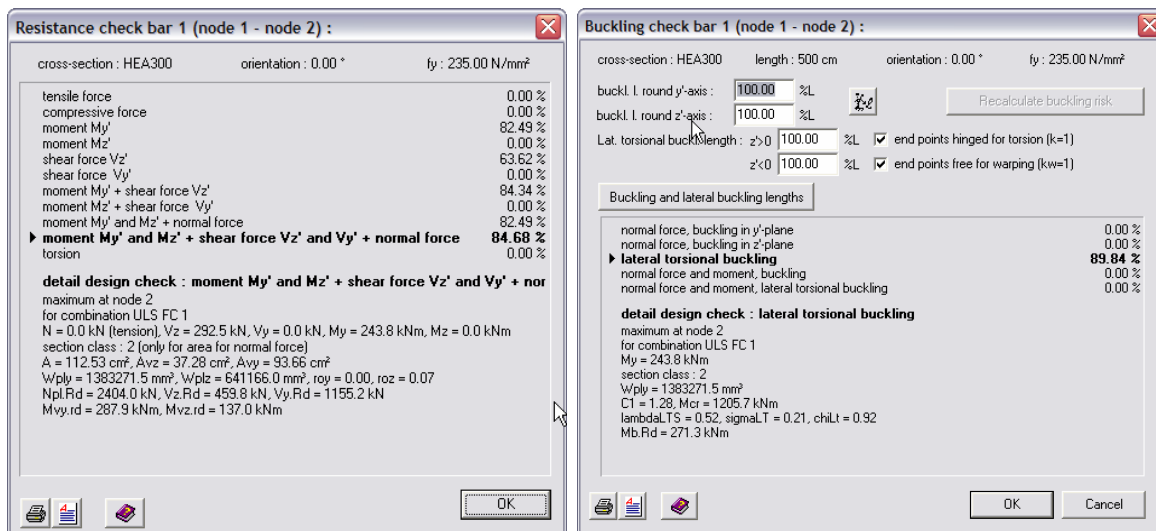 Resistance check bar 1 (node 1 - node 2) :
cross-section : HEA300 orientation : 0.00 ° fy : 235.00 N/mm²
tensile force 0.00 %
compressive force 0.00 %
moment My' 82.49 %
moment Mz' 0.00 %
shear force Vz' 63.62 %
shear force Vy' 0.00 %
moment My' + shear force Vz' 84.34 %
moment Mz' + shear force Vy' 0.00 %
moment My' and Mz' + normal force 82.49 %
moment My' and Mz' + shear force Vz' and Vy' + normal force 84.68 %
torsion 0.00 %
detail design check : moment My' and Mz' + shear force Vz' and Vy' + nor
maximum at node 2
for combination ULS FC 1
N = 0.0 kN (tension), Vz = 292.5 kN, Vy = 0.0 kN, My = 243.8 kNm, Mz = 0.0 kNm
section class : 2 (only for area for normal force)
A = 112.53 cm², Avz = 37.28 cm², Avy = 93.66 cm²
Wply = 1383271.5 mm³, Wplz = 641166.0 mm³, roy = 0.00, roz = 0.07
Npl.Rd = 2404.0 kN, Vz.Rd = 459.8 kN, Vy.Rd = 1155.2 kN
Mvy.rd = 287.9 kNm, Mvz.rd = 137.0 kNm
OK
Buckling check bar 1 (node 1 - node 2) :
cross-section : HEA300 length : 500 cm orientation : 0.00 ° fy : 235.00 N/mm²
buckl. l. round y'-axis : 100.00 %L
Recalculate buckling risk
buckl. l. round z'-axis : 100.00 %L
Lat. torsional buckl. length : z'>0 100.00 %L end points hinged for torsion (k=1)
z'<0 100.00 %L end points free for warping (kw=1)
Buckling and lateral buckling lengths
normal force, buckling in y'-plane 0.00 %
normal force, buckling in z'-plane 0.00 %
lateral torsional buckling 89.84 %
normal force and moment, buckling 0.00 %
normal force and moment, lateral torsional buckling 0.00 %
detail design check : lateral torsional buckling
maximum at node 2
for combination ULS FC 1
My = 243.8 kNm
section class : 2
Wply = 1383271.5 mm³
C1 = 1.28, Mcr = 1205.7 kNm
lambdaLTS = 0.52, sigmaLT = 0.21, chiLt = 0.92
Mb.Rd = 271.3 kNm
OK Cancel